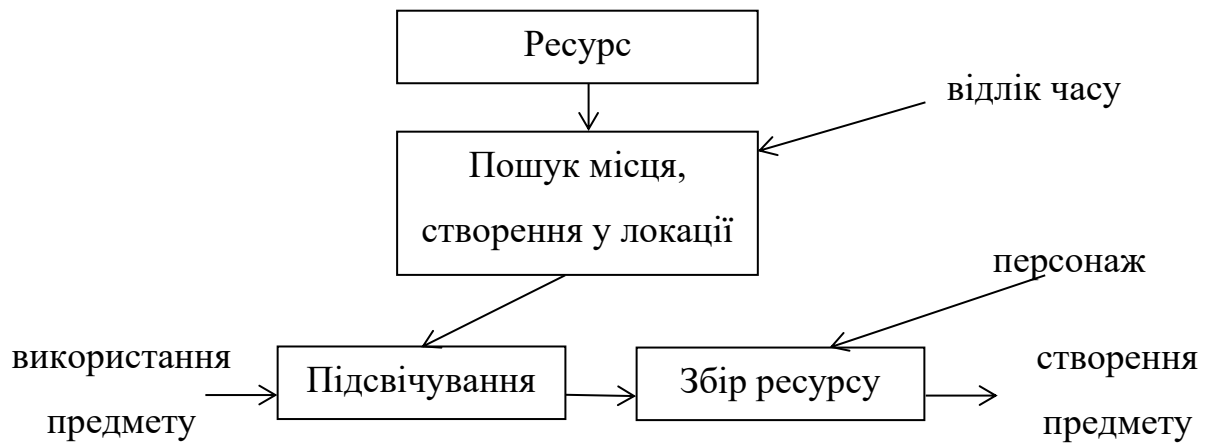 Ресурс
відлік часу
Пошук місця,
створення у локації
персонаж
використання
предмету
Підсвічування
Збір ресурсу
створення
предмету